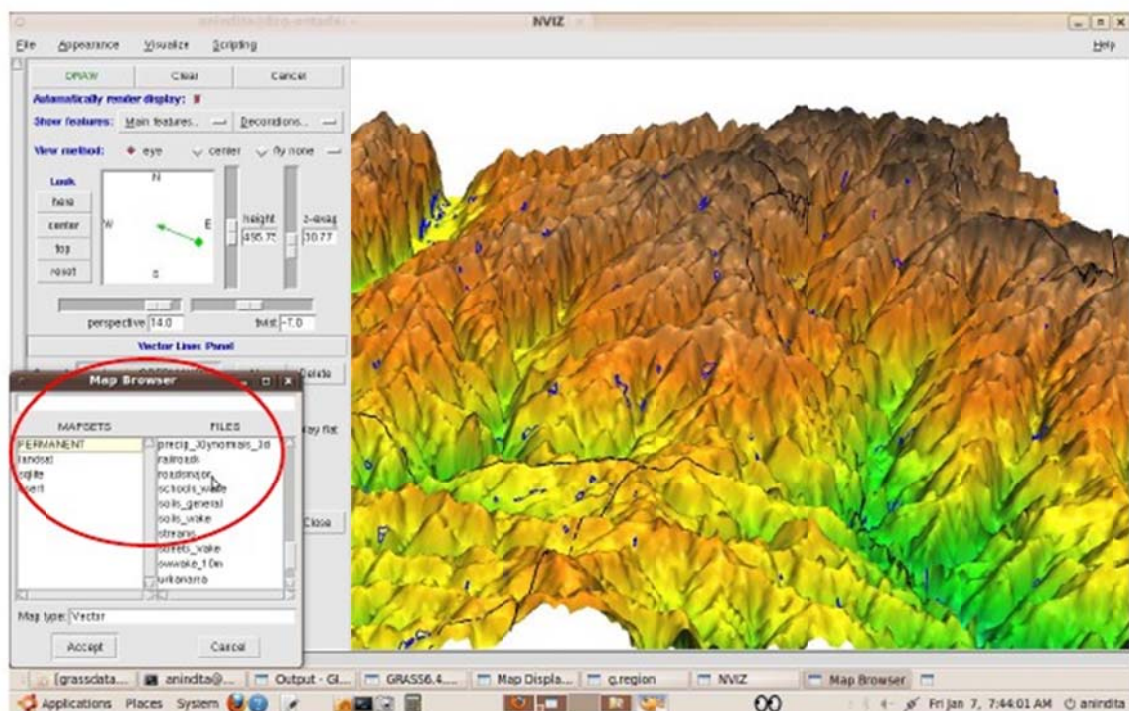 NVIZ
File Appearance Visualize Scripting Help
DRAW Clear Cancel
Automatically render display:
Show features: Main features.. Decorations...
View method: eye center fly none
Look
here
center
top
reset
N
W E
S
height
z-exag
perspective 14.0 twist
Vector Lines Panel
Delete
Map Browser
MAPSETS FILES
PERMANENT
landsat railroads
sqlite roadsmajor
schools_wake
soils_general
soils_wake
streams
streets_wake
swwake_10m
urbanarea
Close
Map type: Vector
Accept Cancel
[grassdata... anindita@... Output - GI... GRASS6.4.... Map Displa... g.region NVIZ Map Browser
Applications Places System Fri Jan 7, 7:44:01 AM anindita